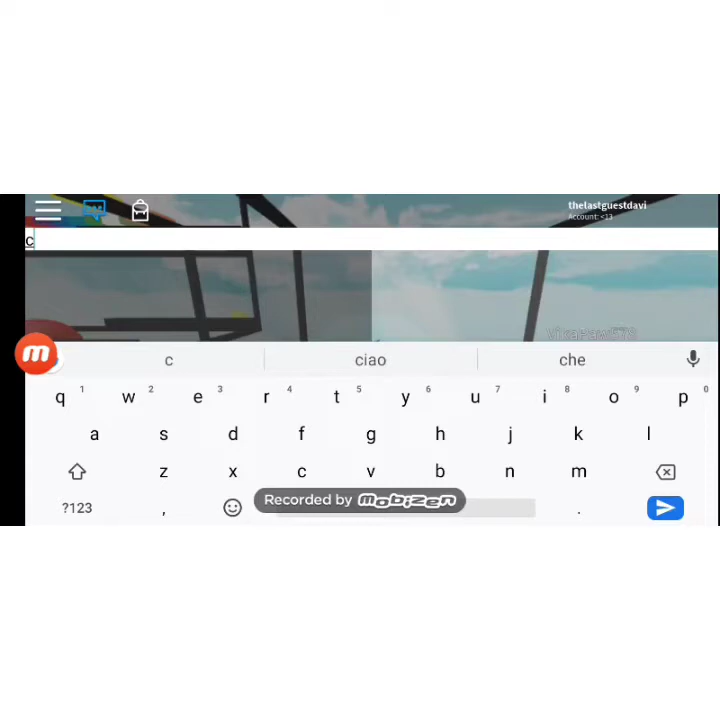 thelastguestdavi
Account: <13
c
c ciao che
1 2 3 4 5 6 7 8 9 0
q w e r t y u i o p
a s d f g h j k l
z x c v b n m
Recorded by mobizen
?123 , .